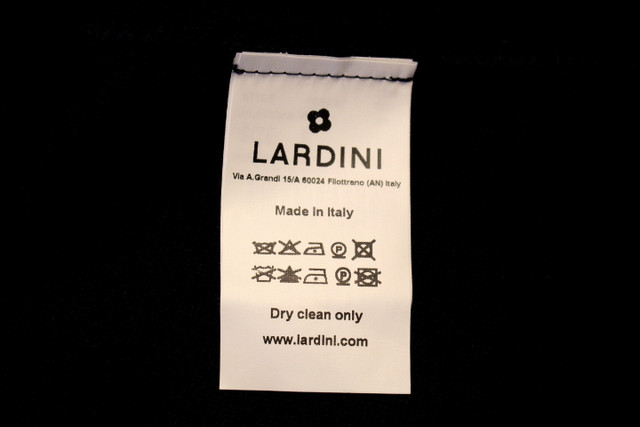 LARDINI
Via A.Grandi 15/A 60024 Filottrano (AN) Italy
Made in Italy
P
P
Dry clean only
www.lardini.com